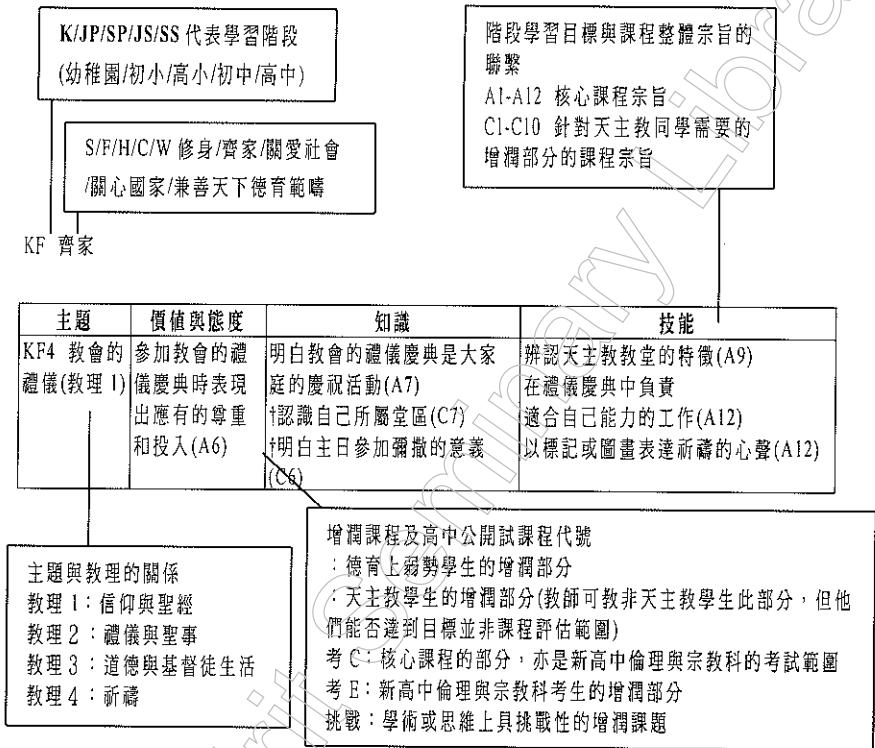 K/JP/SP/JS/SS 代表學習階段
(幼稚園/初小/高小/初中/高中)
S/F/H/C/W 修身/齊家/關愛社會
/關心國家/兼善天下德育範疇
KF 齊家
階段學習目標與課程整體宗旨的
聯繫
A1-A12 核心課程宗旨
C1-C10 針對天主教同學需要的
增潤部分的課程宗旨
主題 價值與態度 知識 技能
KF4 教會的
禮儀(教理 1)
參加教會的禮
儀慶典時表現
出應有的尊重
和投入(A6)
明白教會的禮儀慶典是大家
庭的慶祝活動(A7)
†認識自己所屬堂區(C7)
†明白主日參加彌撒的意義
(C6)
辨認天主教教堂的特徵(A9)
在禮儀慶典中負責
適合自己能力的工作(A12)
以標記或圖畫表達祈禱的心聲(A12)
主題與教理的關係
教理 1：信仰與聖經
教理 2：禮儀與聖事
教理 3：道德與基督徒生活
教理 4：祈禱
增潤課程及高中公開試課程代號
：德育上弱勢學生的增潤部分
：天主教學生的增潤部分(教師可教非天主教學生此部分，但他
們能否達到目標並非課程評估範圍)
考 C：核心課程的部分，亦是新高中倫理與宗教科的考試範圍
考 E：新高中倫理與宗教科考生的增潤部分
挑戰：學術或思維上具挑戰性的增潤課題